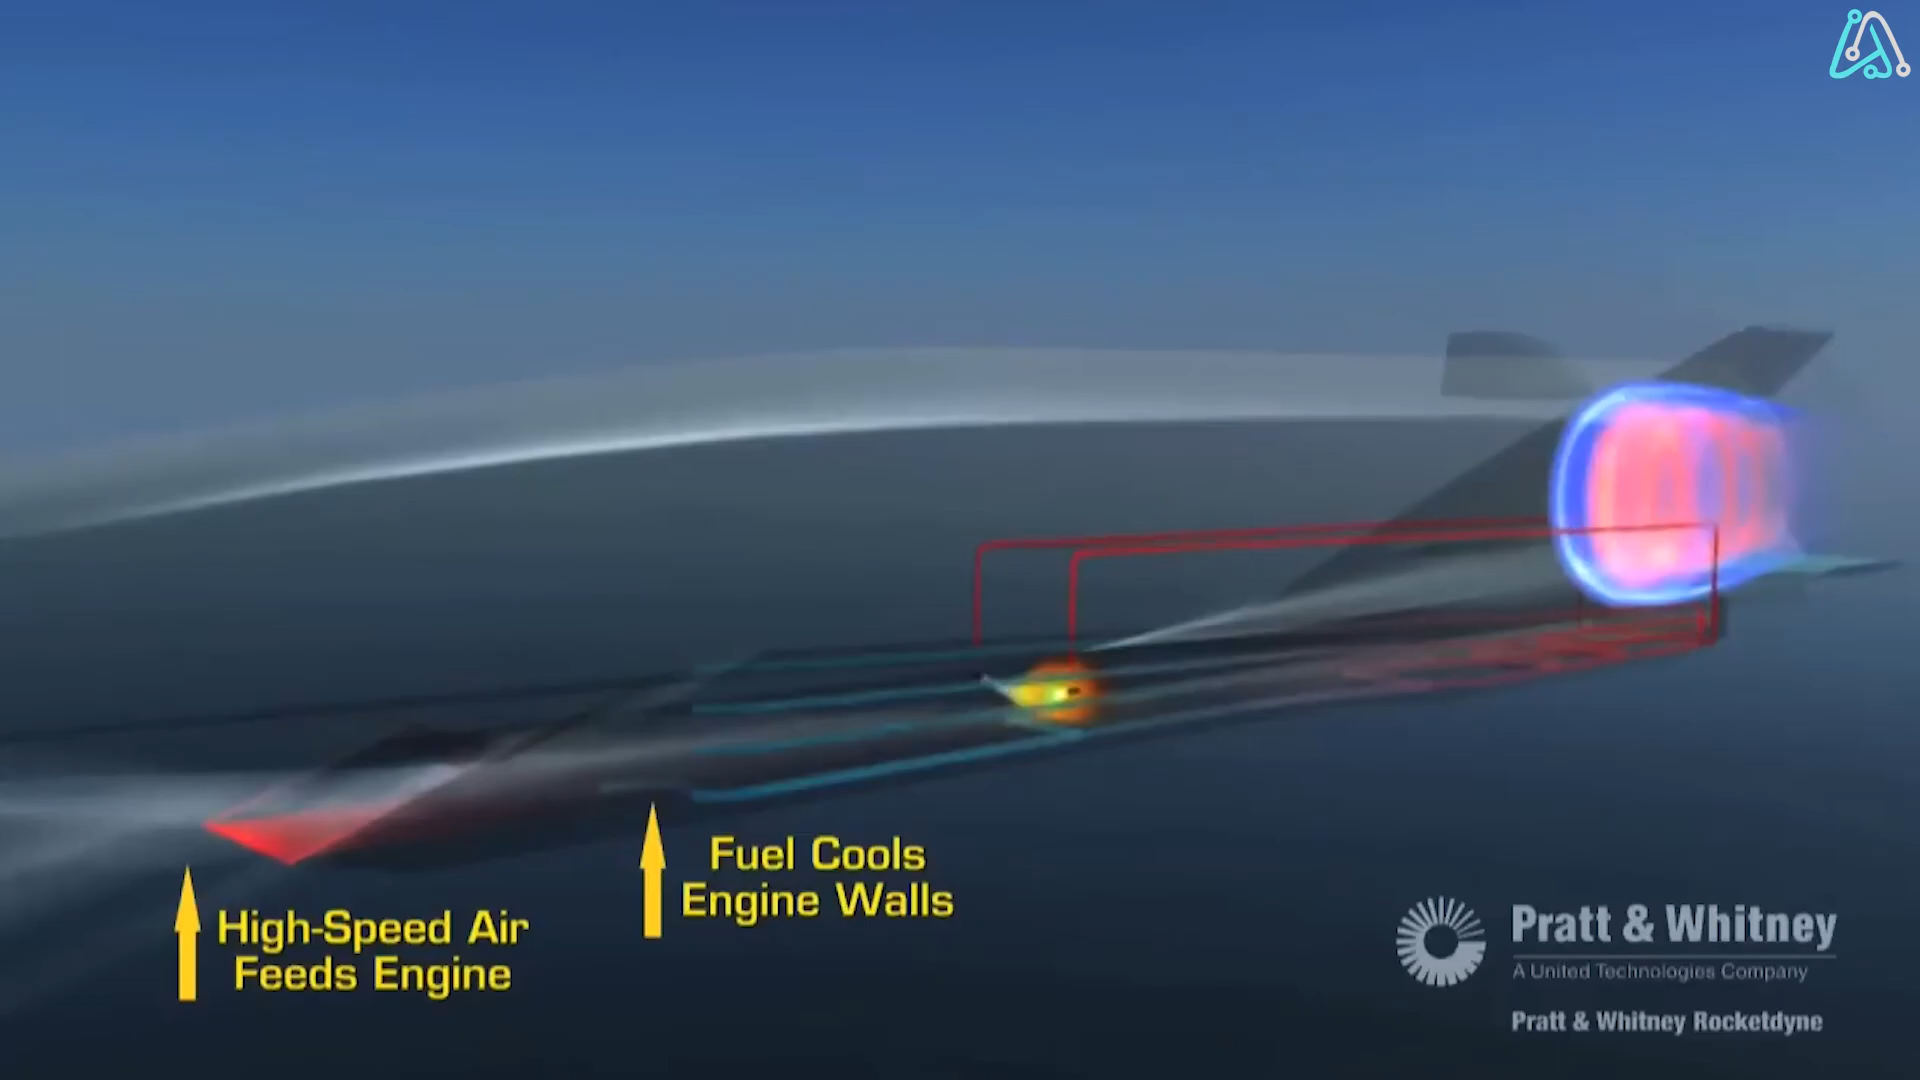 High-Speed Air
Feeds Engine
Fuel Cools
Engine Walls
Pratt & Whitney
A United Technologies Company
Pratt & Whitney Rocketdyne